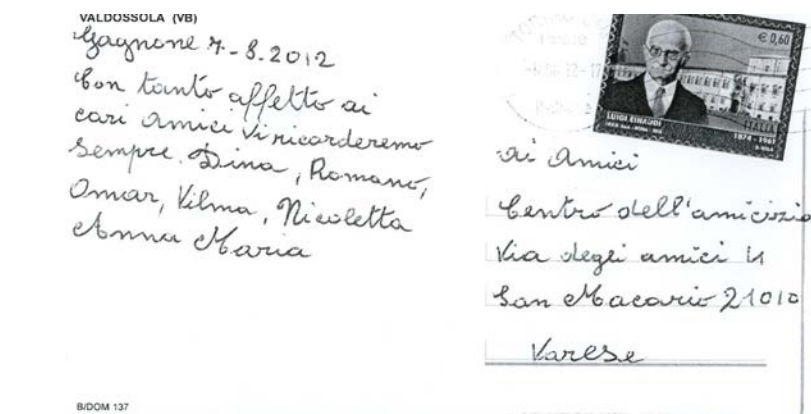 VALDOSSOLA (VB)
Gagnone 7-8.2012
Con tanto affetto ai
cari amici vi ricorderemo
Sempre. Dina, Romano,
Omar, Vilma, Nicoletta
Anna Maria
€ 0,60
LUIGI EINAUDI
ITALIA
1874 - 1961
ai Amici
Centro dell'amicizia
Via degli amici 4
San Macario 21010
Varese
B/DOM 137